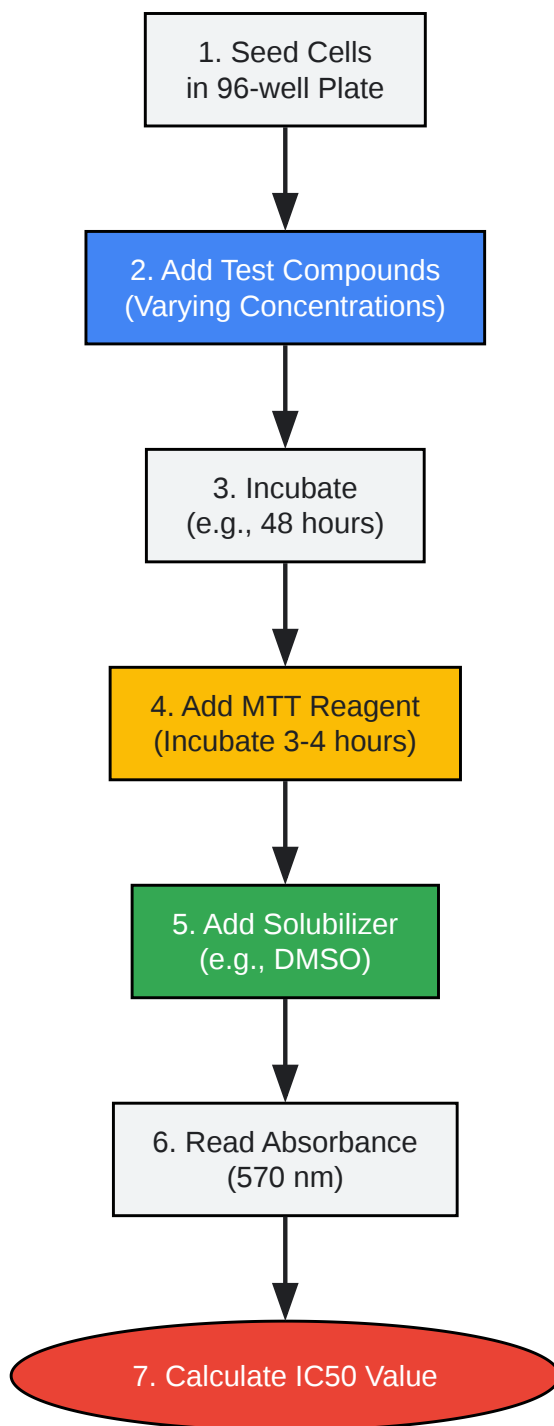 1. Seed Cells
in 96-well Plate
2. Add Test Compounds
(Varying Concentrations)
3. Incubate
(e.g., 48 hours)
4. Add MTT Reagent
(Incubate 3-4 hours)
5. Add Solubilizer
(e.g., DMSO)
6. Read Absorbance
(570 nm)
7. Calculate IC50 Value